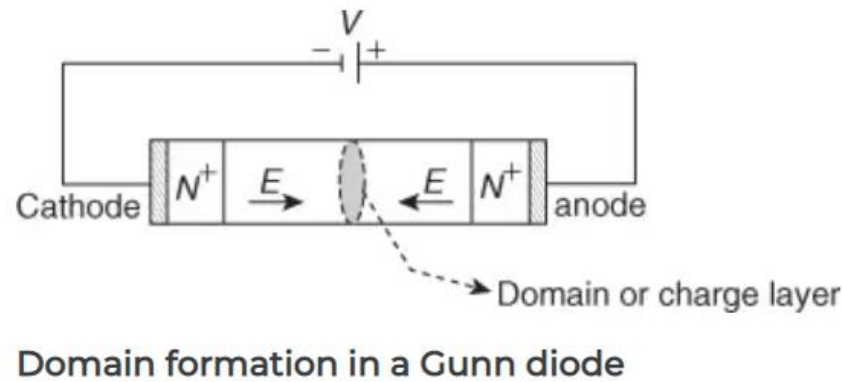 V
− +
N⁺ E E N⁺
Cathode anode
Domain or charge layer
Domain formation in a Gunn diode